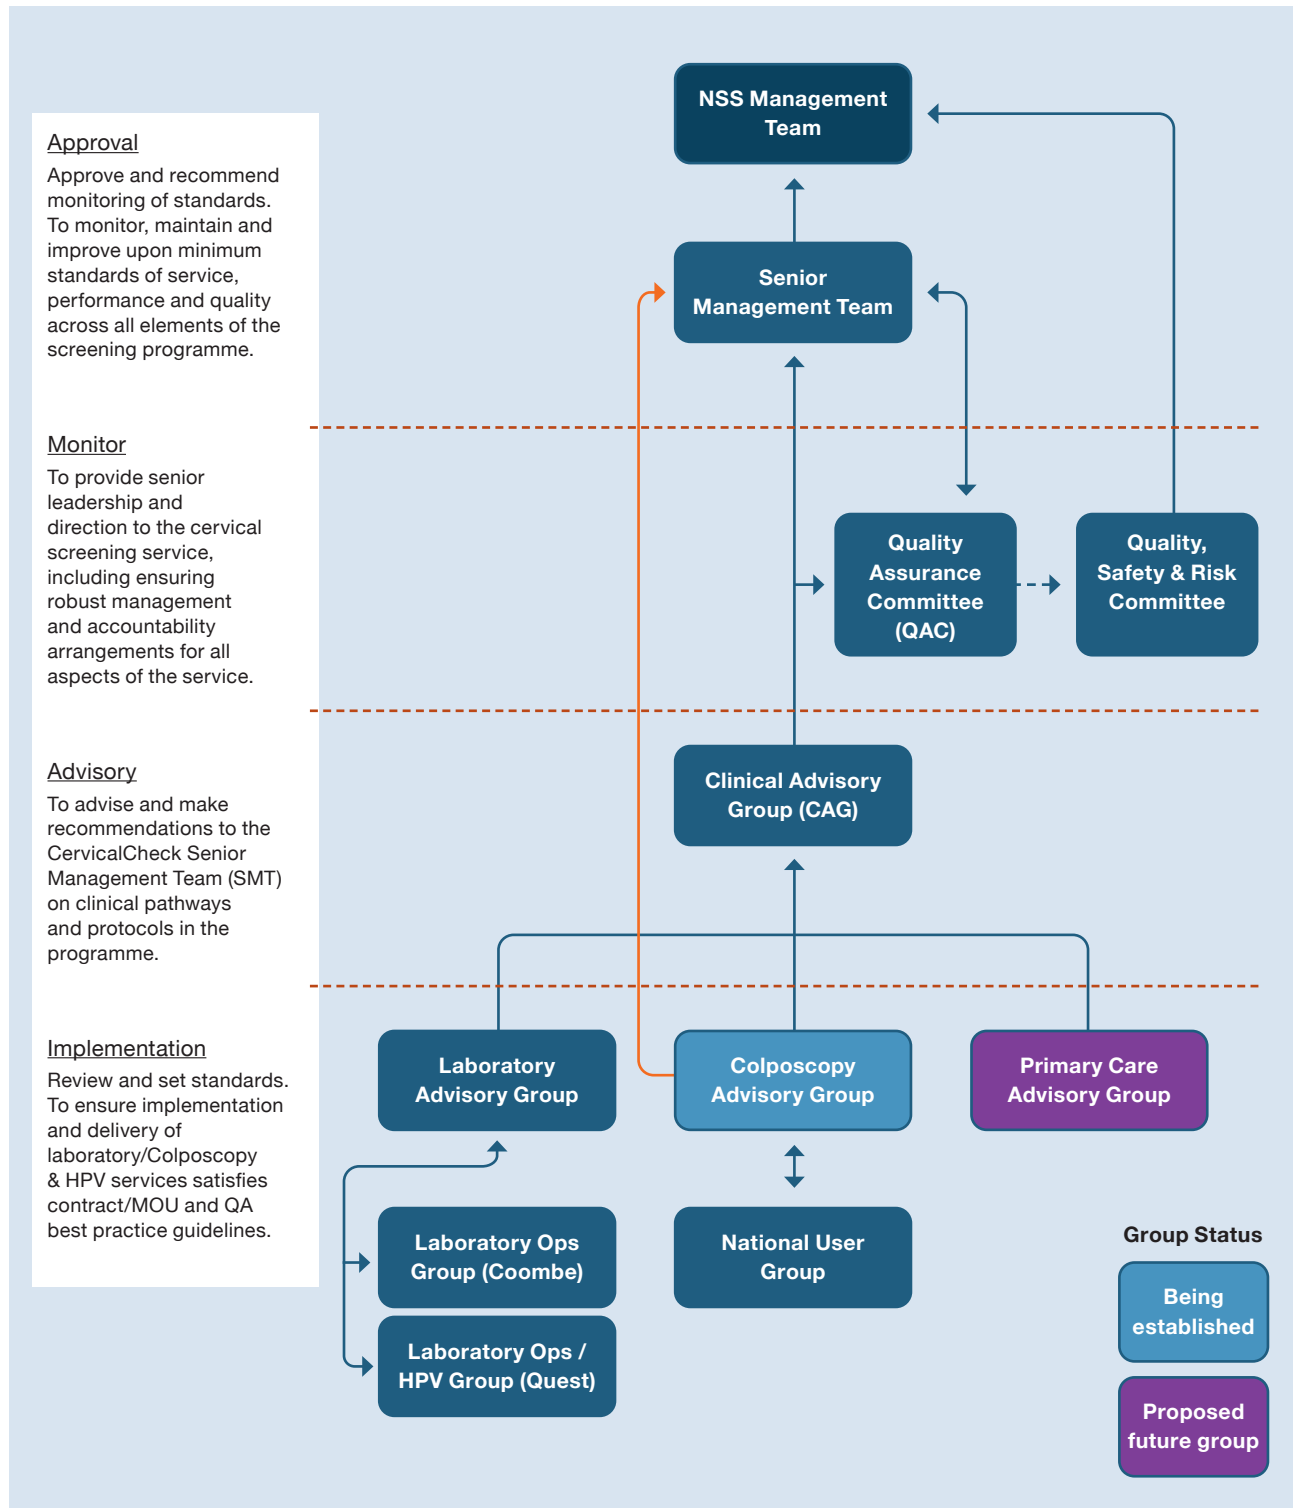 Approval
Approve and recommend
monitoring of standards.
To monitor, maintain and
improve upon minimum
standards of service,
performance and quality
across all elements of the
screening programme.
Monitor
To provide senior
leadership and
direction to the cervical
screening service,
including ensuring
robust management
and accountability
arrangements for all
aspects of the service.
Advisory
To advise and make
recommendations to the
CervicalCheck Senior
Management Team (SMT)
on clinical pathways
and protocols in the
programme.
Implementation
Review and set standards.
To ensure implementation
and delivery of
laboratory/Colposcopy
& HPV services satisfies
contract/MOU and QA
best practice guidelines.
NSS Management
Team
Senior
Management Team
Quality
Assurance
Committee
(QAC)
Quality,
Safety & Risk
Committee
Clinical Advisory
Group (CAG)
Laboratory
Advisory Group
Colposcopy
Advisory Group
Primary Care
Advisory Group
Laboratory Ops
Group (Coombe)
National User
Group
Laboratory Ops /
HPV Group (Quest)
Group Status
Being
established
Proposed
future group